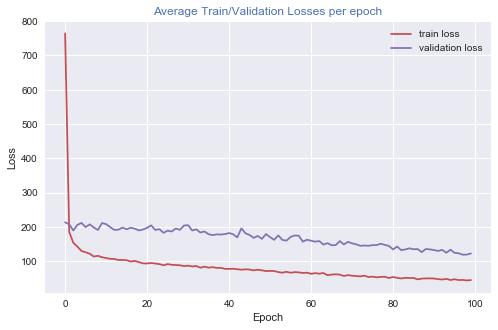 Average Train/Validation Losses per epoch
800
700
600
500
400
300
200
100
Loss
train loss
validation loss
0
20
40
60
80
100
Epoch